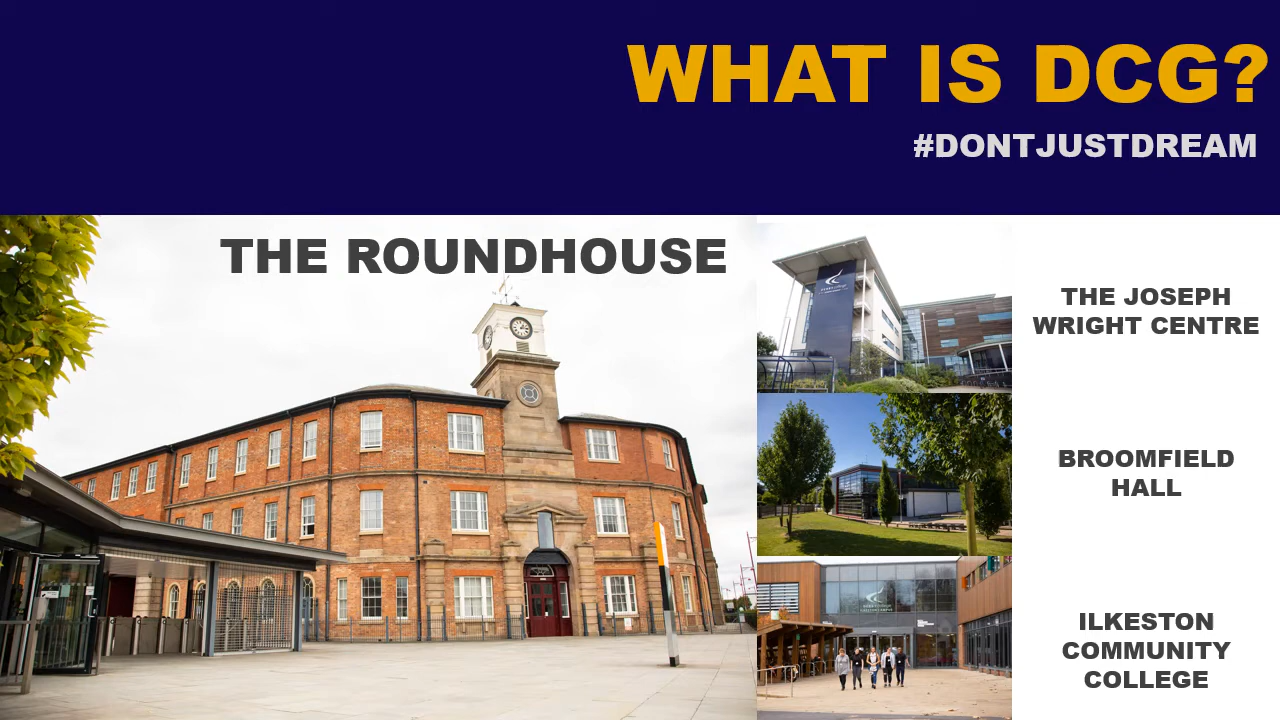 WHAT IS DCG?
#DONTJUSTDREAM
THE ROUNDHOUSE
THE JOSEPH
WRIGHT CENTRE
BROOMFIELD
HALL
ILKESTON
COMMUNITY
COLLEGE